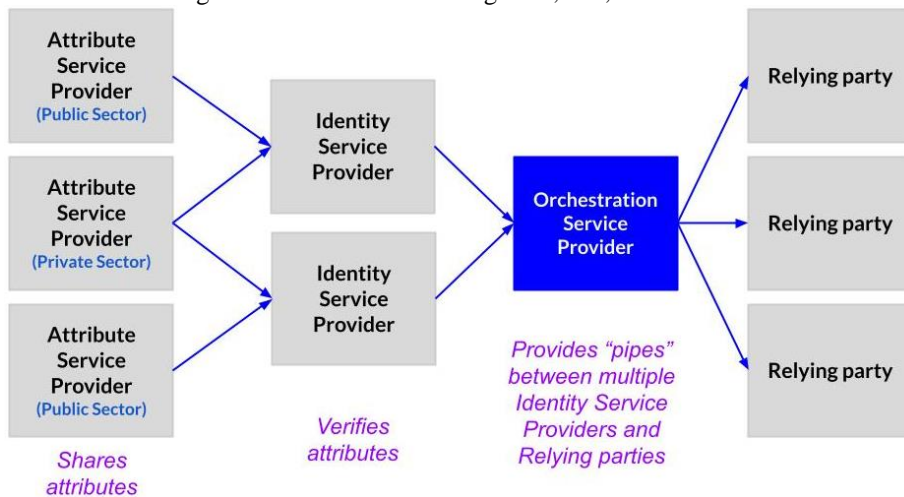 Attribute
Service
Provider
(Public Sector)
Attribute
Service
Provider
(Private Sector)
Attribute
Service
Provider
(Public Sector)
Shares
attributes
Identity
Service
Provider
Identity
Service
Provider
Verifies
attributes
Orchestration
Service
Provider
Provides “pipes”
between multiple
Identity Service
Providers and
Relying parties
Relying party
Relying party
Relying party